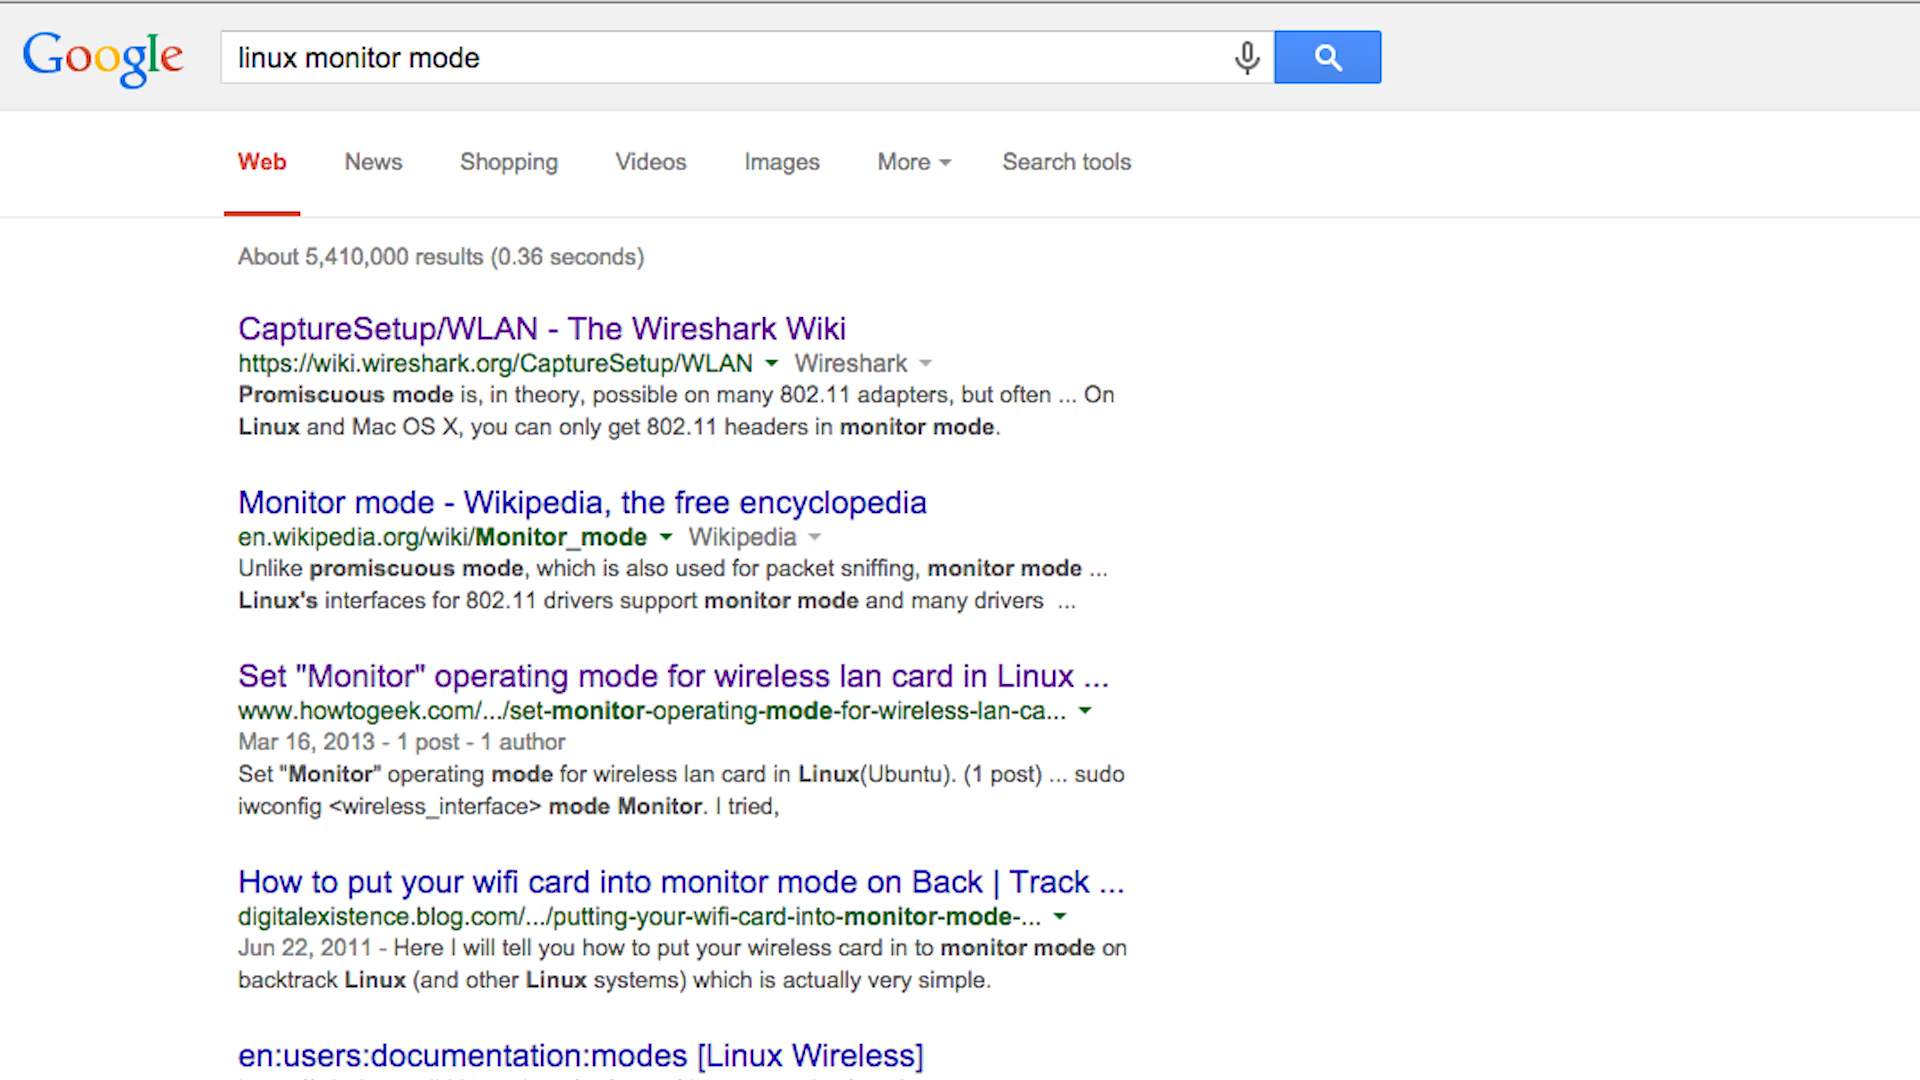 Google
linux monitor mode
Web News Shopping Videos Images More Search tools
About 5,410,000 results (0.36 seconds)
CaptureSetup/WLAN - The Wireshark Wiki
https://wiki.wireshark.org/CaptureSetup/WLAN Wireshark
Promiscuous mode is, in theory, possible on many 802.11 adapters, but often ... On
Linux and Mac OS X, you can only get 802.11 headers in monitor mode.
Monitor mode - Wikipedia, the free encyclopedia
en.wikipedia.org/wiki/Monitor_mode Wikipedia
Unlike promiscuous mode, which is also used for packet sniffing, monitor mode ...
Linux's interfaces for 802.11 drivers support monitor mode and many drivers ...
Set "Monitor" operating mode for wireless lan card in Linux ...
www.howtogeek.com/.../set-monitor-operating-mode-for-wireless-lan-ca...
Mar 16, 2013 - 1 post - 1 author
Set "Monitor" operating mode for wireless lan card in Linux(Ubuntu). (1 post) ... sudo
iwconfig <wireless_interface> mode Monitor. I tried,
How to put your wifi card into monitor mode on Back | Track ...
digitalexistence.blog.com/.../putting-your-wifi-card-into-monitor-mode-...
Jun 22, 2011 - Here I will tell you how to put your wireless card in to monitor mode on
backtrack Linux (and other Linux systems) which is actually very simple.
en:users:documentation:modes [Linux Wireless]